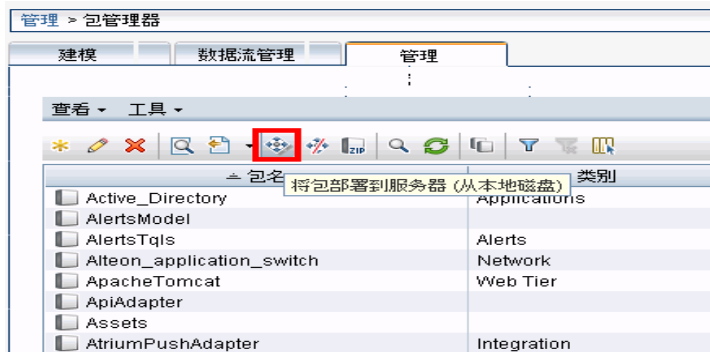 管理 > 包管理器
建模 数据流管理 管理
查看 工具
ZIP
包名 类别
将包部署到服务器 (从本地磁盘)
Active_Directory Applications
AlertsModel
AlertsTqls Alerts
Alteon_application_switch Network
ApacheTomcat Web Tier
ApiAdapter
Assets
AtriumPushAdapter Integration